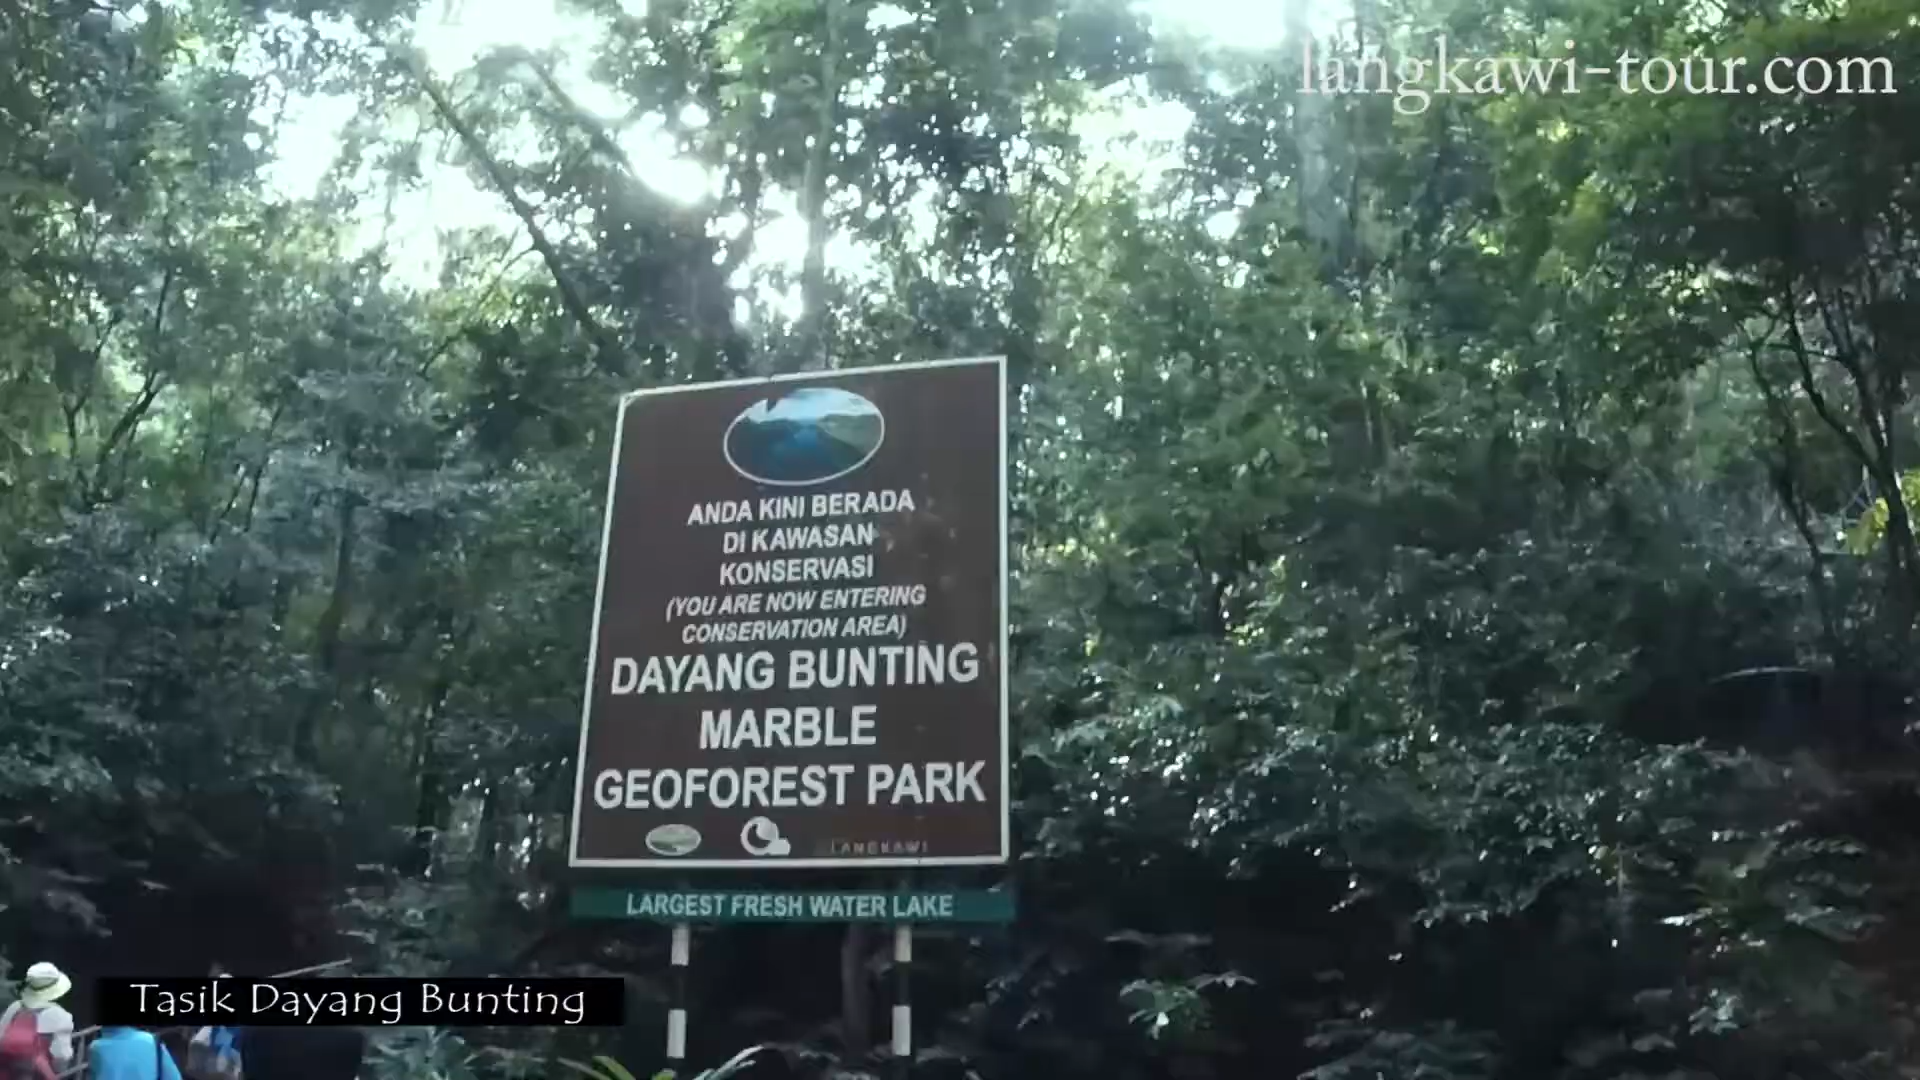 langkawi-tour.com
ANDA KINI BERADA
DI KAWASAN
KONSERVASI
(YOU ARE NOW ENTERING
CONSERVATION AREA)
DAYANG BUNTING
MARBLE
GEOFOREST PARK
LANGKAWI
LARGEST FRESH WATER LAKE
Tasik Dayang Bunting